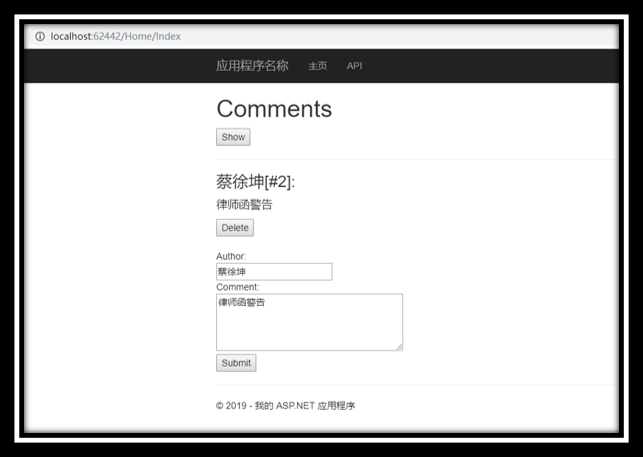 localhost:62442/Home/Index
应用程序名称 主页 API
Comments
Show
蔡徐坤[#2]:
律师函警告
Delete
Author:
蔡徐坤
Comment:
律师函警告
Submit
© 2019 - 我的 ASP.NET 应用程序